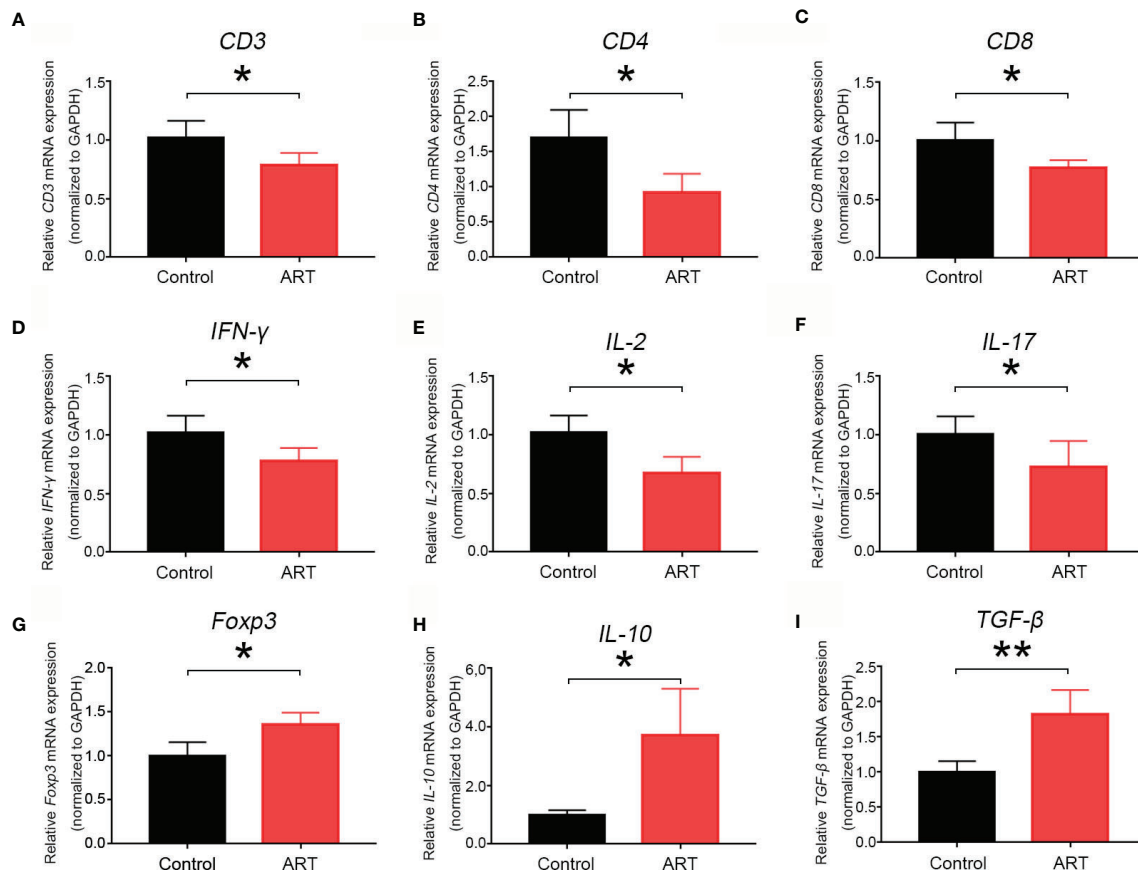 A
CD3
*
Relative CD3 mRNA expression
(normalized to GAPDH)
1.5
1.0
0.5
0.0
Control ART
B
CD4
*
Relative CD4 mRNA expression
(normalized to GAPDH)
2.5
2.0
1.5
1.0
0.5
0.0
Control ART
C
CD8
*
Relative CD8 mRNA expression
(normalized to GAPDH)
1.5
1.0
0.5
0.0
Control ART
D
IFN-γ
*
Relative IFN-γ mRNA expression
(normalized to GAPDH)
1.5
1.0
0.5
0.0
Control ART
E
IL-2
*
Relative IL-2 mRNA expression
(normalized to GAPDH)
1.5
1.0
0.5
0.0
Control ART
F
IL-17
*
Relative IL-17 mRNA expression
(normalized to GAPDH)
1.5
1.0
0.5
0.0
Control ART
G
Foxp3
*
Relative Foxp3 mRNA expression
(normalized to GAPDH)
2.0
1.5
1.0
0.5
0.0
Control ART
H
IL-10
*
Relative IL-10 mRNA expression
(normalized to GAPDH)
6.0
4.0
2.0
0.0
Control ART
I
TGF-β
**
Relative TGF-β mRNA expression
(normalized to GAPDH)
2.5
2.0
1.5
1.0
0.5
0.0
Control ART